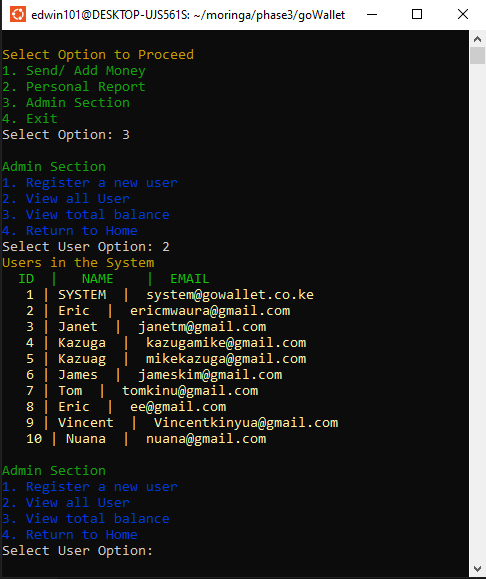 edwin101@DESKTOP-UJS561S: ~/moringa/phase3/goWallet
Select Option to Proceed
1. Send/ Add Money
2. Personal Report
3. Admin Section
4. Exit
Select Option: 3
Admin Section
1. Register a new user
2. View all User
3. View total balance
4. Return to Home
Select User Option: 2
Users in the System
ID | NAME | EMAIL
1 | SYSTEM | system@gowallet.co.ke
2 | Eric | ericmwaura@gmail.com
3 | Janet | janetm@gmail.com
4 | Kazuga | kazugamike@gmail.com
5 | Kazuag | mikekazuga@gmail.com
6 | James | jameskim@gmail.com
7 | Tom | tomkinu@gmail.com
8 | Eric | ee@gmail.com
9 | Vincent | Vincentkinyua@gmail.com
10 | Nuana | nuana@gmail.com
Admin Section
1. Register a new user
2. View all User
3. View total balance
4. Return to Home
Select User Option: